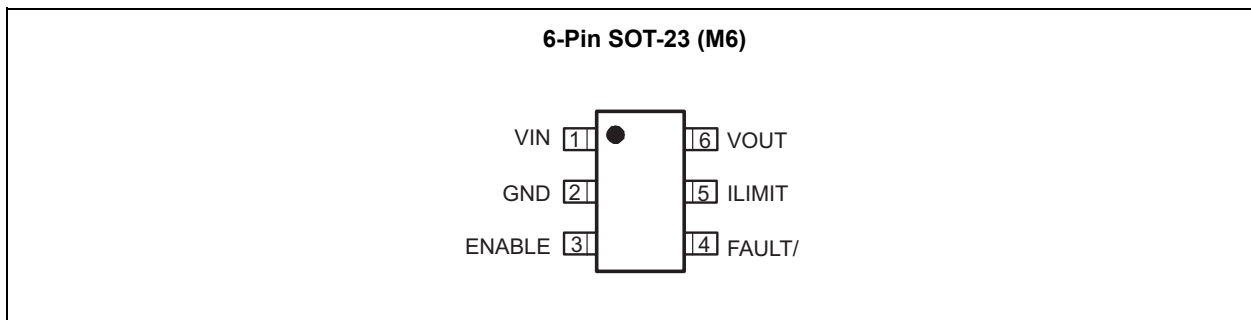 6-Pin SOT-23 (M6)
VIN 1 6 VOUT
GND 2 5 ILIMIT
ENABLE 3 4 FAULT/